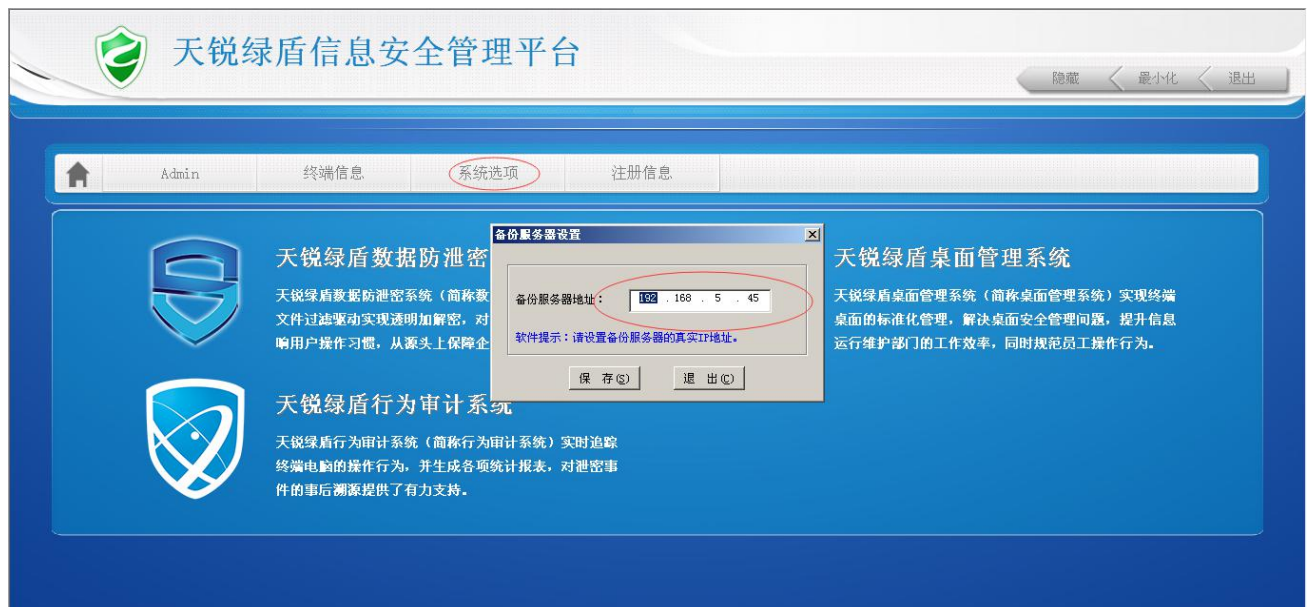 天锐绿盾信息安全管理平台
隐藏
最小化
退出
Admin
终端信息
系统选项
注册信息
天锐绿盾数据防泄密
天锐绿盾数据防泄密系统（简称数
文件过滤驱动实现透明加解密，对
响用户操作习惯，从源头上保障企
备份服务器设置
备份服务器地址：
192 . 168 . 5 . 45
软件提示：请设置备份服务器的真实IP地址。
保 存(S)
退 出(C)
天锐绿盾桌面管理系统
天锐绿盾桌面管理系统（简称桌面管理系统）实现终端
桌面的标准化管理，解决桌面安全管理问题，提升信息
运行维护部门的工作效率，同时规范员工操作行为。
天锐绿盾行为审计系统
天锐绿盾行为审计系统（简称行为审计系统）实时追踪
终端电脑的操作行为，并生成各项统计报表，对泄密事
件的事后溯源提供了有力支持。